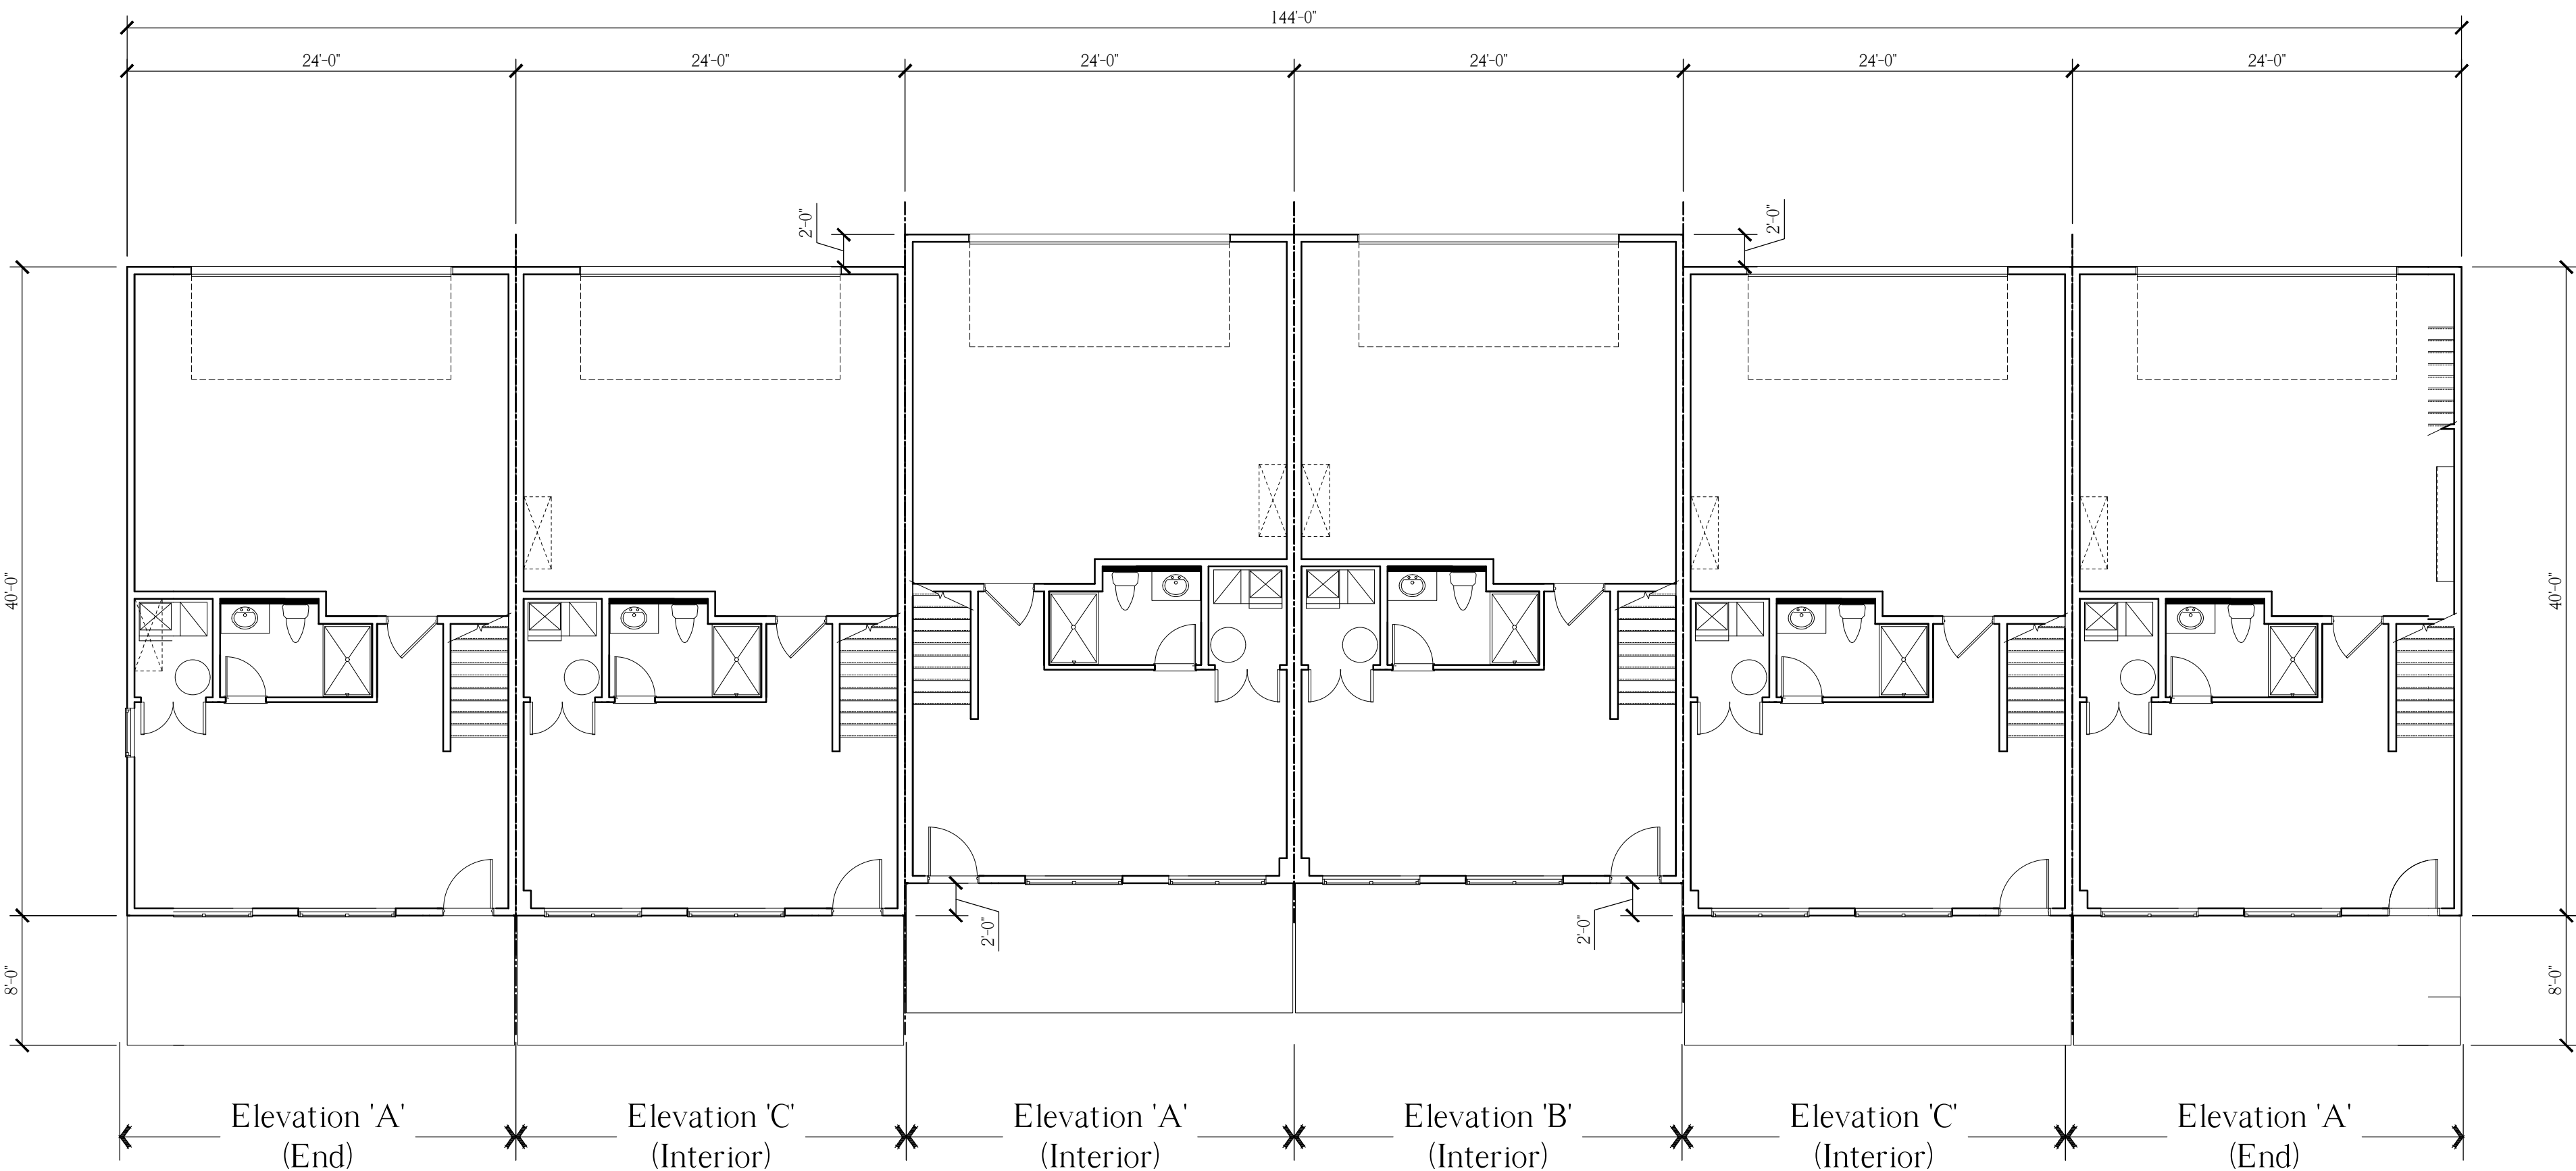 144'-0"
24'-0"
24'-0"
24'-0"
24'-0"
24'-0"
24'-0"
2'-0"
2'-0"
40'-0"
40'-0"
2'-0"
2'-0"
8'-0"
8'-0"
Elevation 'A'
(End)
Elevation 'C'
(Interior)
Elevation 'A'
(Interior)
Elevation 'B'
(Interior)
Elevation 'C'
(Interior)
Elevation 'A'
(End)